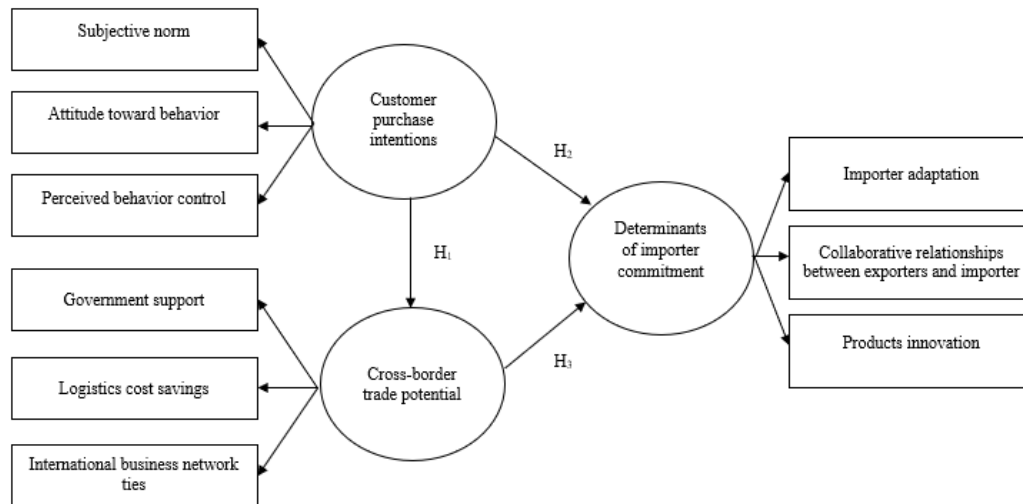 Subjective norm
Attitude toward behavior
Perceived behavior control
Customer
purchase
intentions
H₂
H₁
Determinants
of importer
commitment
Importer adaptation
Collaborative relationships
between exporters and importer
Products innovation
Government support
Logistics cost savings
International business network
ties
Cross-border
trade potential
H₃